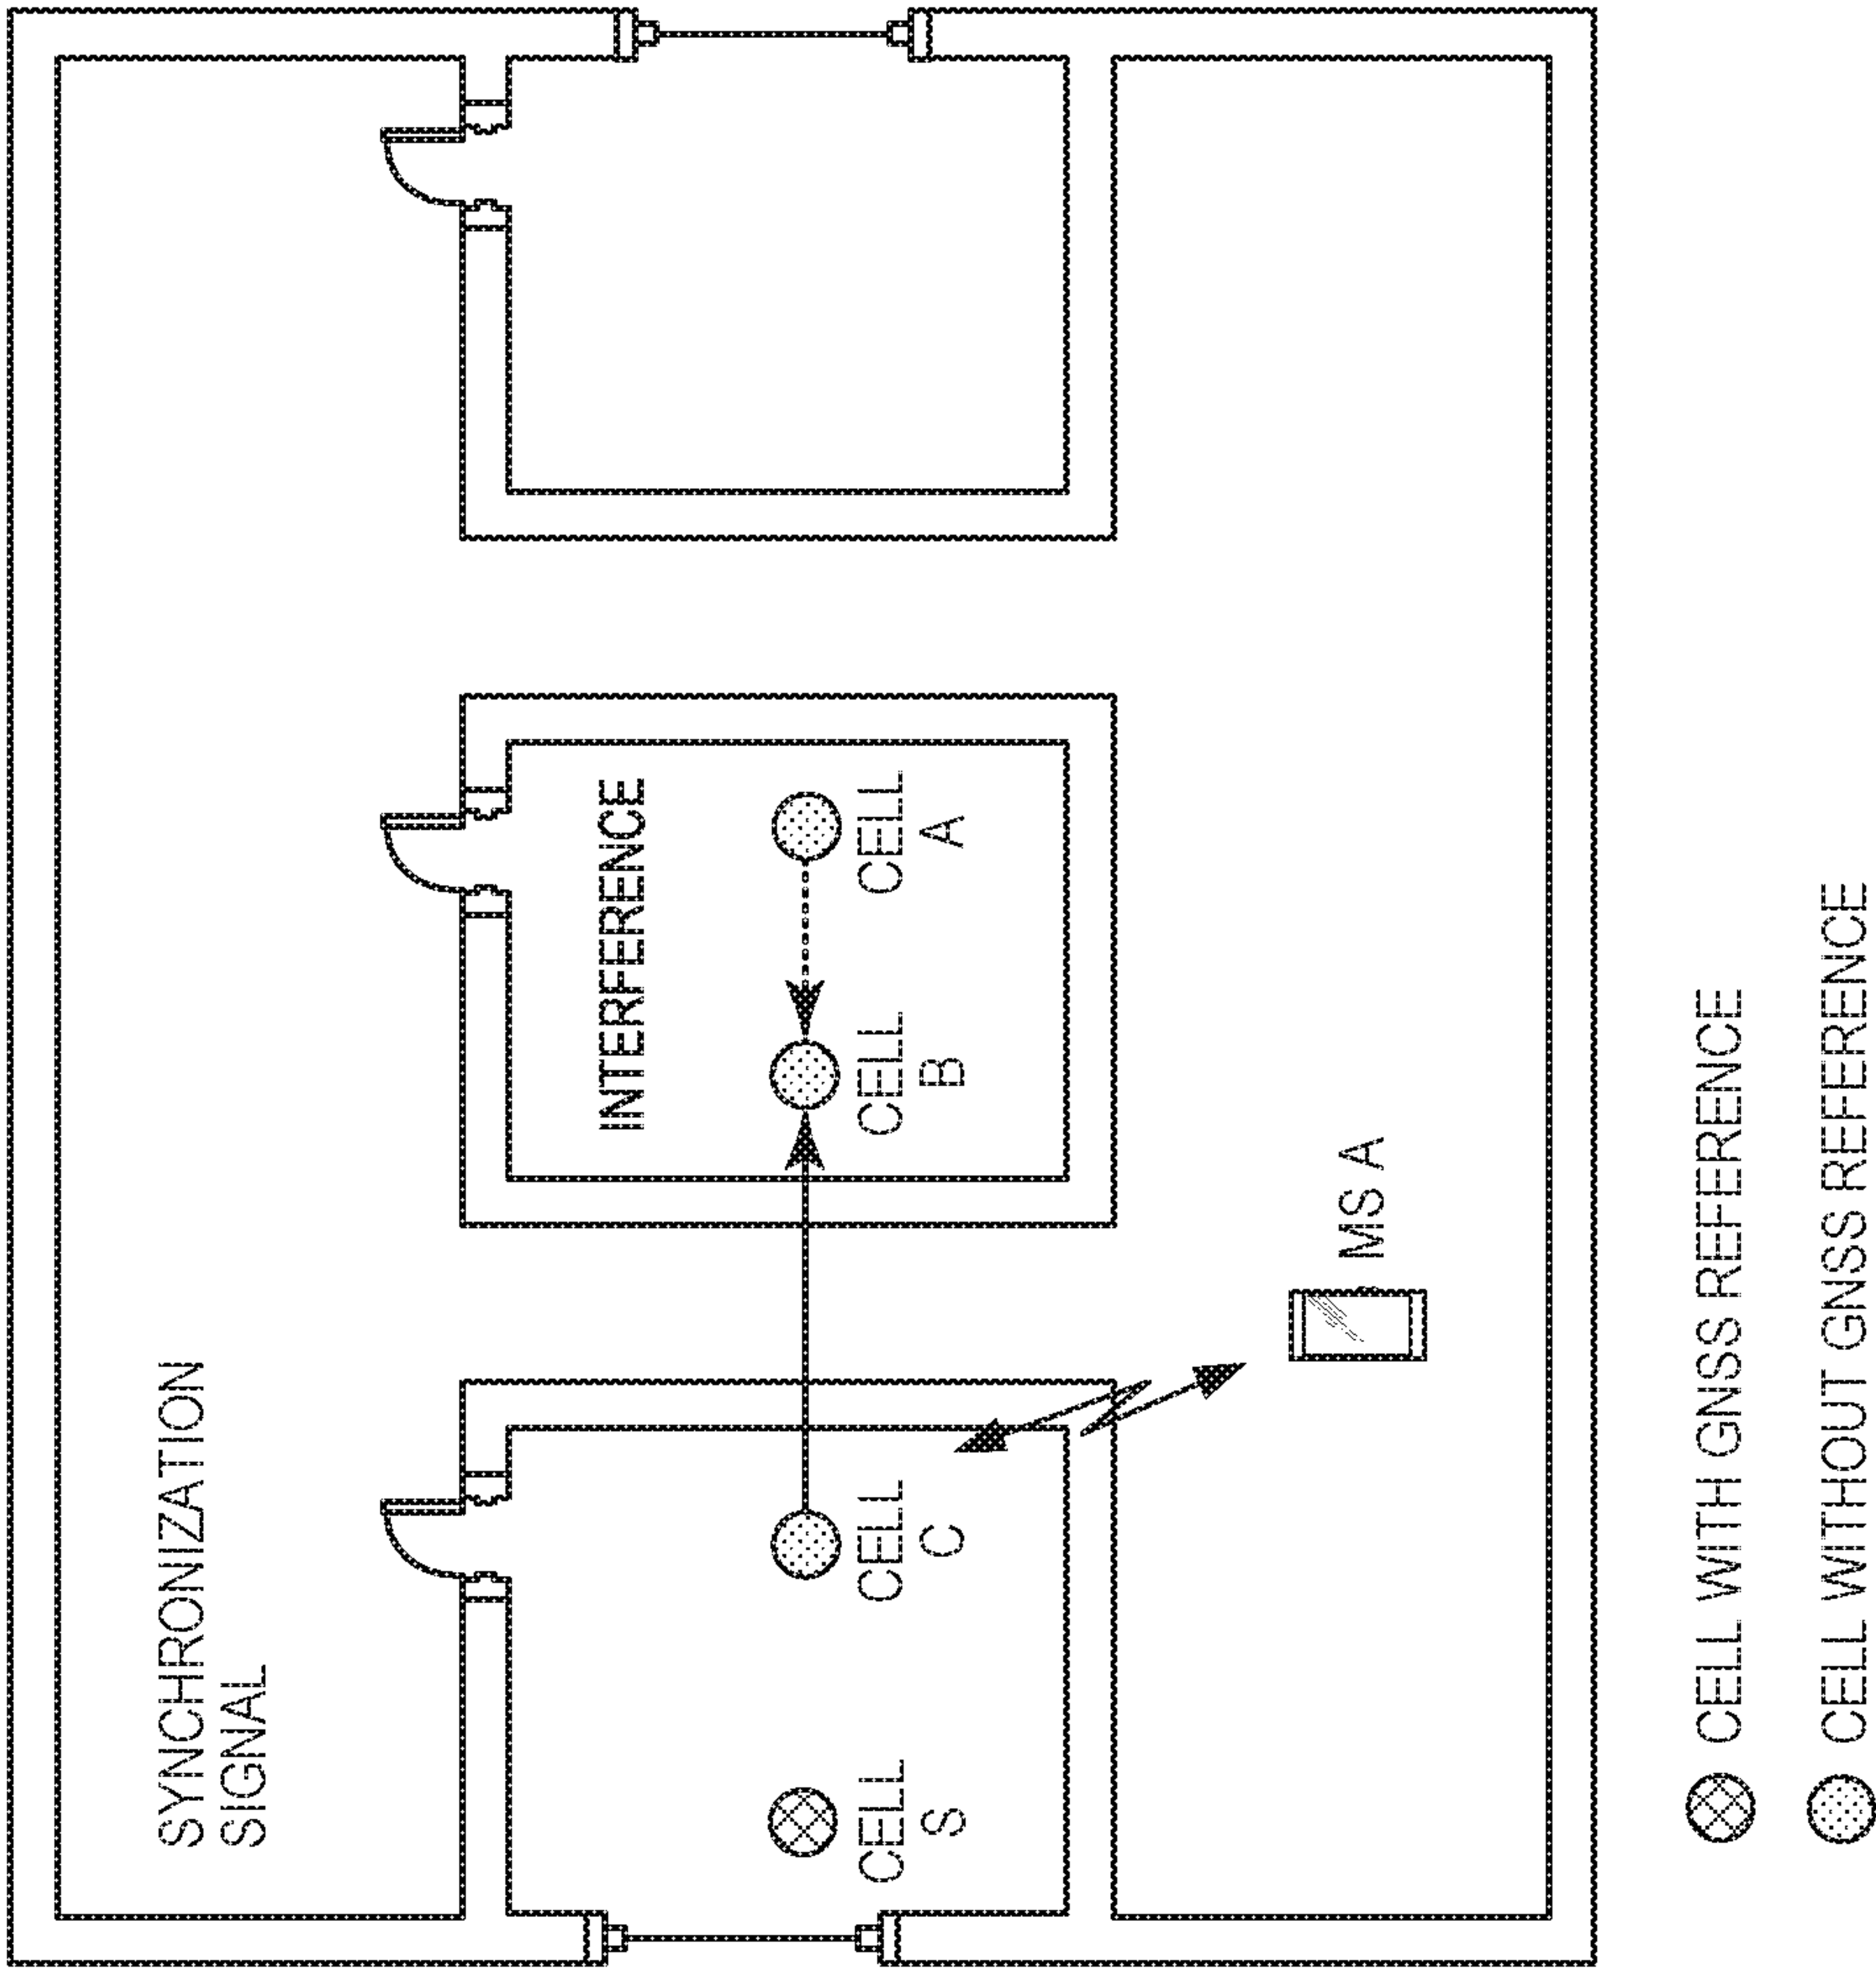 SYNCHRONIZATION
SIGNAL
INTERFERENCE
CELL
S
CELL
C
CELL
B
CELL
A
MS A
CELL WITH GNSS REFERENCE
CELL WITHOUT GNSS REFERENCE